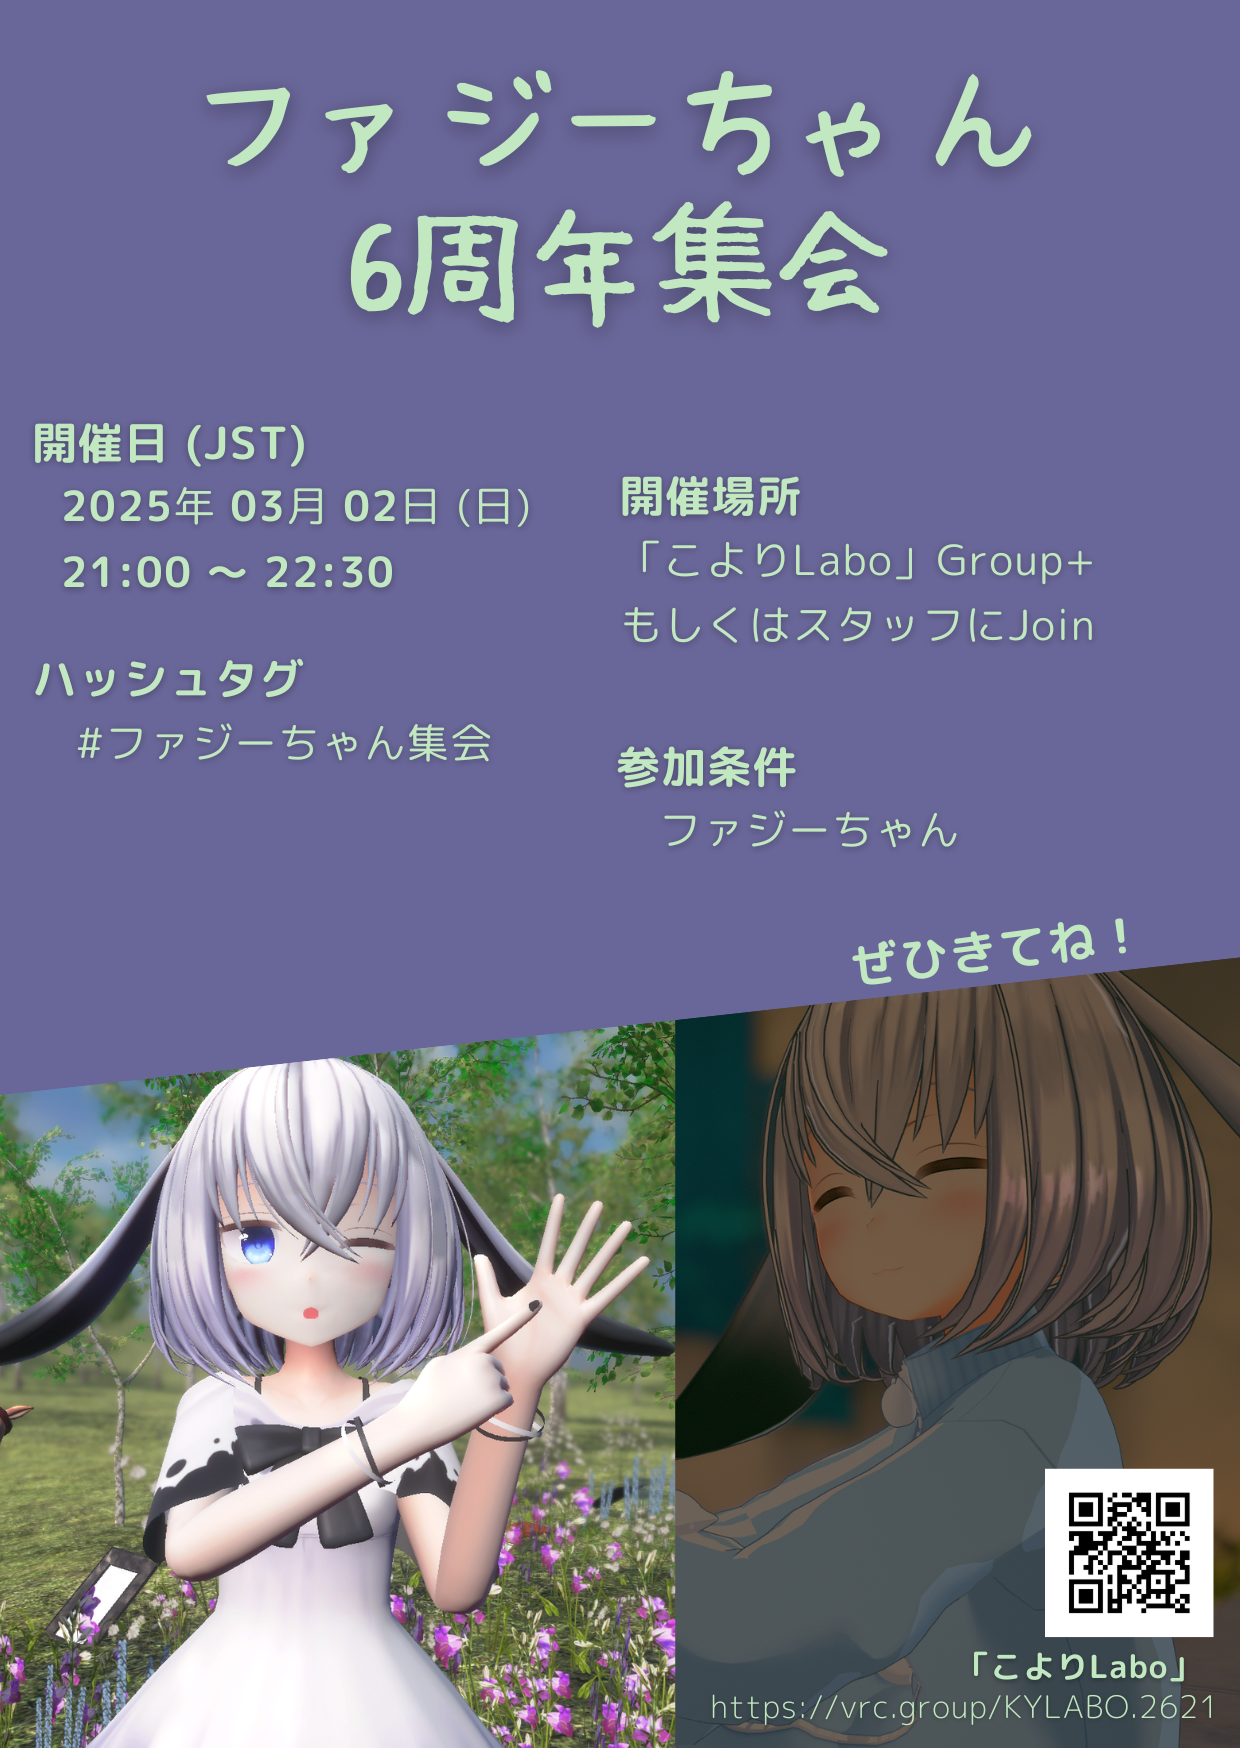 ファジーちゃん
6周年集会
開催日 (JST)
2025年 03月 02日 (日)
21:00 ～ 22:30
ハッシュタグ
#ファジーちゃん集会
開催場所
「こよりLabo」Group+
もしくはスタッフにJoin
参加条件
ファジーちゃん
ぜひきてね！
「こよりLabo」
https://vrc.group/KYLABO.2621